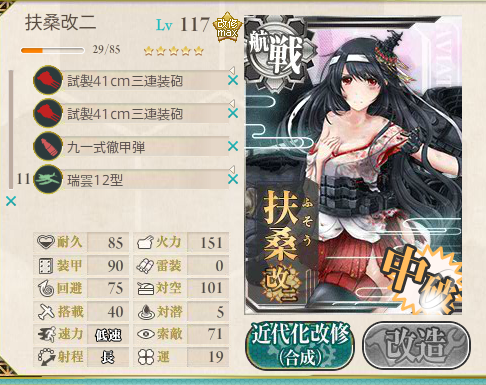 扶桑改二
Lv 117
改修
max
29/85
試製41cm三連装砲
試製41cm三連装砲
九一式徹甲弾
11
瑞雲12型
耐久 85
火力 151
装甲 90
雷装 0
回避 75
対空 101
搭載 40
対潜 5
速力 低速
索敵 71
射程 長
運 19
航戦
扶桑改
ふそう
中破
近代化改修
(合成)
改造